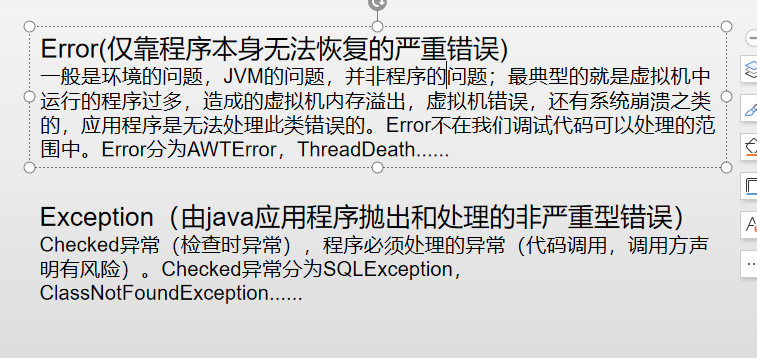 Error(仅靠程序本身无法恢复的严重错误)
一般是环境的问题，JVM的问题，并非程序的问题；最典型的就是虚拟机中
运行的程序过多，造成的虚拟机内存溢出，虚拟机错误，还有系统崩溃之类
的，应用程序是无法处理此类错误的。Error不在我们调试代码可以处理的范
围中。Error分为AWTError，ThreadDeath......
Exception（由java应用程序抛出和处理的非严重型错误）
Checked异常（检查时异常），程序必须处理的异常（代码调用，调用方声
明有风险）。Checked异常分为SQLException，
ClassNotFoundException......